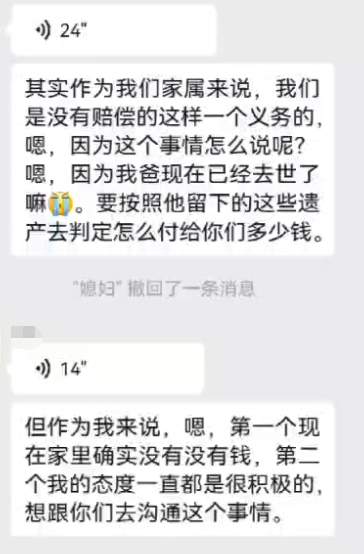 24"
其实作为我们家属来说，我们
是没有赔偿的这样一个义务的，
嗯，因为这个事情怎么说呢？
嗯，因为我爸现在已经去世了
嘛😭。要按照他留下的这些遗
产去判定怎么付给你们多少钱。
"媳妇" 撤回了一条消息
14"
但作为我来说，嗯，第一个现
在家里确实没有没有钱，第二
个我的态度一直都是很积极的，
想跟你们去沟通这个事情。